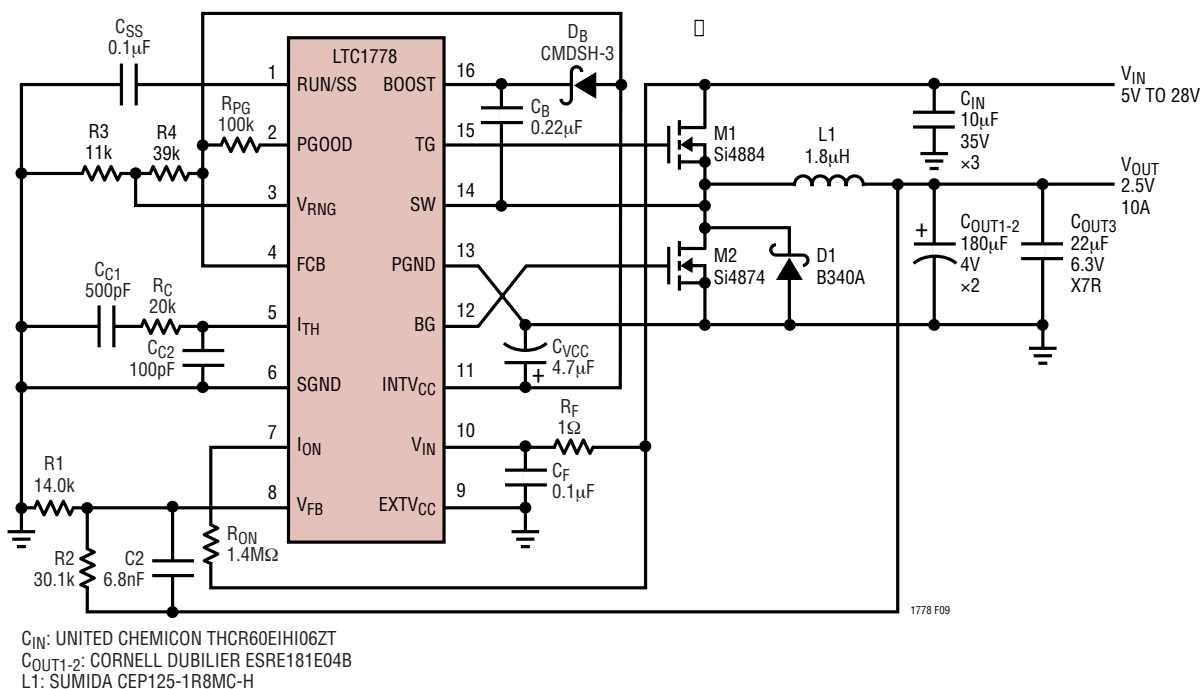 CSS
0.1µF
DB
CMDSH-3
LTC1778
1
RUN/SS
BOOST
16
VIN
5V TO 28V
RPG
100k
CB
0.22µF
CIN
10µF
35V
×3
R3
11k
R4
39k
2
PGOOD
TG
15
M1
Si4884
L1
1.8µH
VOUT
2.5V
10A
3
VRNG
SW
14
4
FCB
PGND
13
M2
Si4874
D1
B340A
COUT1-2
180µF
4V
×2
+
COUT3
22µF
6.3V
X7R
CC1
500pF
RC
20k
5
ITH
BG
12
CC2
100pF
CVCC
4.7µF
+
6
SGND
INTVCC
11
RF
1Ω
7
ION
VIN
10
CF
0.1µF
R1
14.0k
8
VFB
EXTVCC
9
RON
1.4MΩ
R2
30.1k
C2
6.8nF
1778 F09
CIN: UNITED CHEMICON THCR60EIHI06ZT
COUT1-2: CORNELL DUBILIER ESRE181E04B
L1: SUMIDA CEP125-1R8MC-H